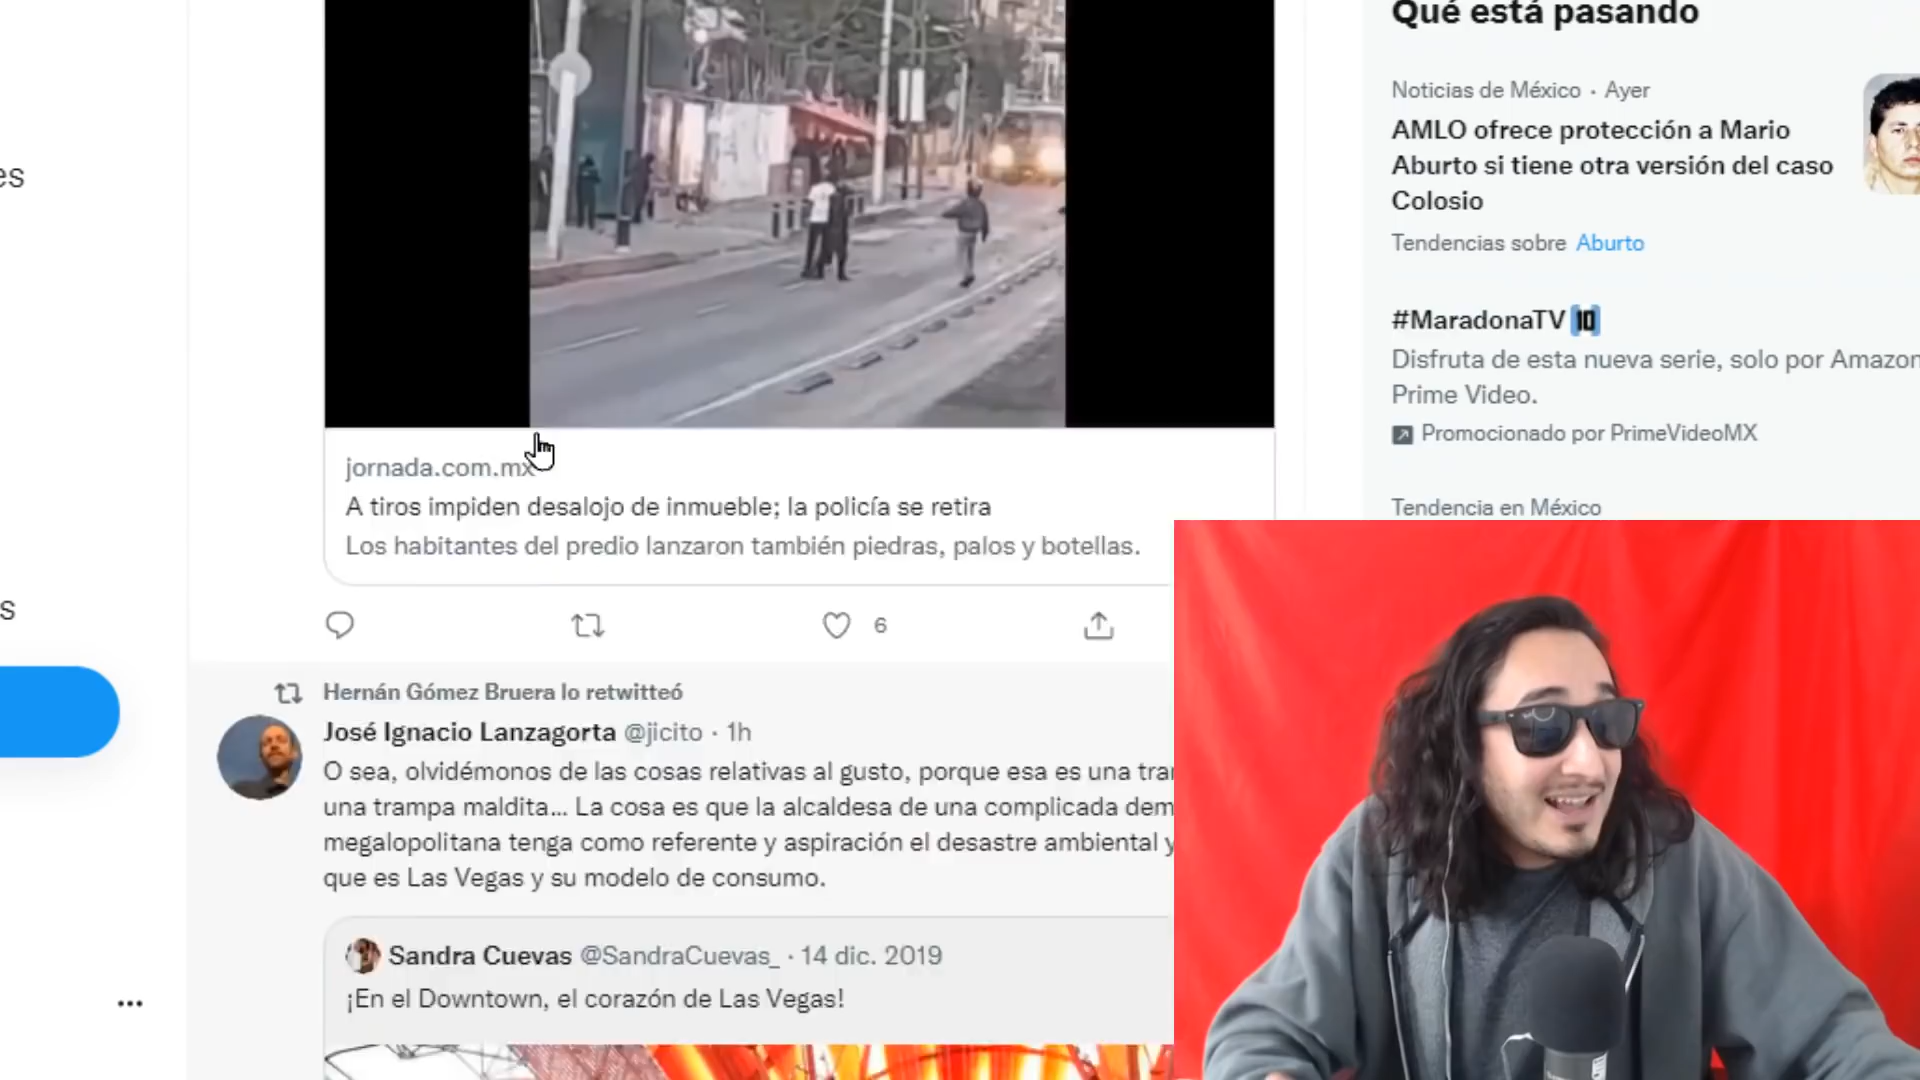 es
s
jornada.com.mx
A tiros impiden desalojo de inmueble; la policía se retira
Los habitantes del predio lanzaron también piedras, palos y botellas.
6
Hernán Gómez Bruera lo retwitteó
José Ignacio Lanzagorta @jicito · 1h
O sea, olvidémonos de las cosas relativas al gusto, porque esa es una
una trampa maldita... La cosa es que la alcaldesa de una complicada
megalopolitana tenga como referente y aspiración el desastre ambiental y
que es Las Vegas y su modelo de consumo.
Sandra Cuevas @SandraCuevas_ · 14 dic. 2019
¡En el Downtown, el corazón de Las Vegas!
Qué está pasando
Noticias de México · Ayer
AMLO ofrece protección a Mario
Aburto si tiene otra versión del caso
Colosio
Tendencias sobre Aburto
#MaradonaTV 10
Disfruta de esta nueva serie, solo por Amazon
Prime Video.
Promocionado por PrimeVideoMX
Tendencia en México